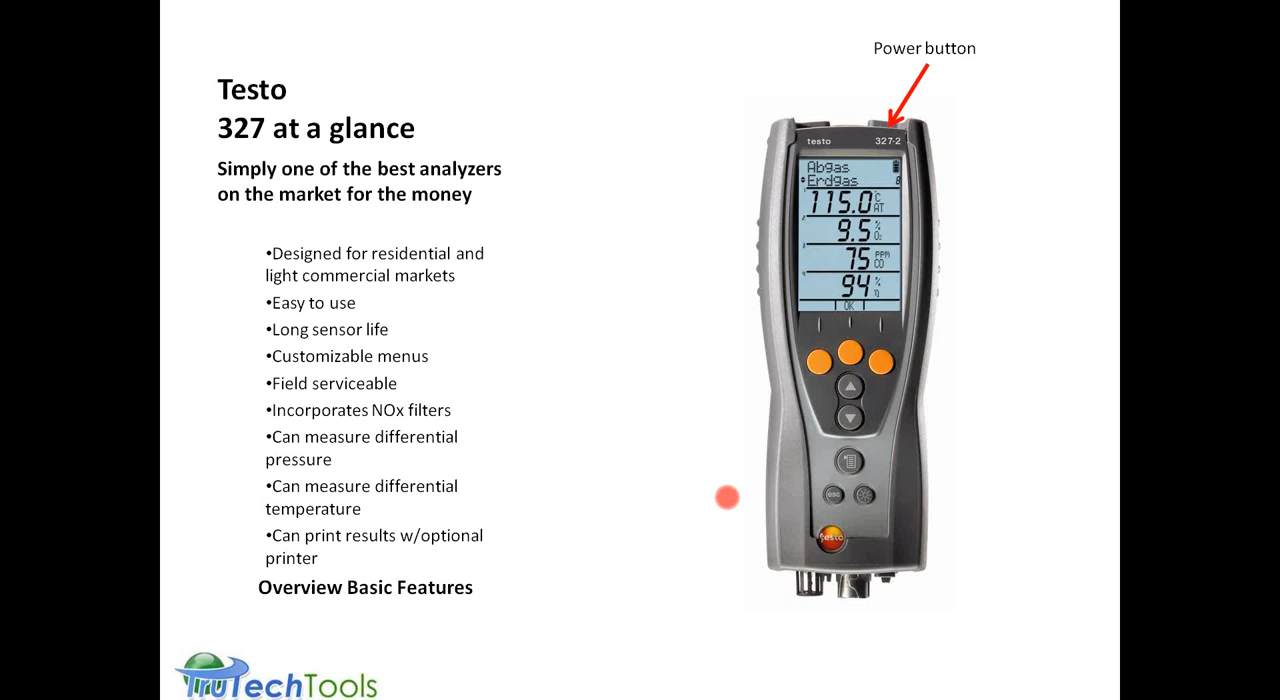 Power button
Testo
327 at a glance
Simply one of the best analyzers
on the market for the money
•Designed for residential and
light commercial markets
•Easy to use
•Long sensor life
•Customizable menus
•Field serviceable
•Incorporates NOx filters
•Can measure differential
pressure
•Can measure differential
temperature
•Can print results w/optional
printer
Overview Basic Features
TruTechTools
testo 327-2
Abgas
Erdgas 8
115.0 °C AT
9.5 % O₂
75 PPM CO
94 % η
OK
esc
testo